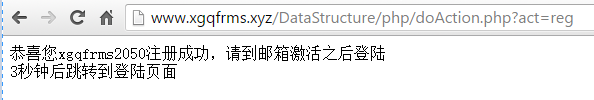 www.xgqfrms.xyz/DataStructure/php/doAction.php?act=reg
恭喜您xgqfrms2050注册成功，请到邮箱激活之后登陆
3秒钟后跳转到登陆页面